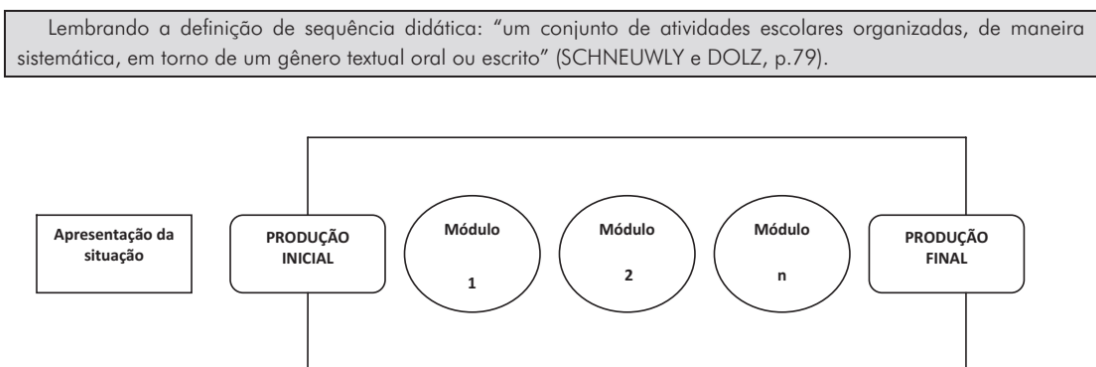 Lembrando a definição de sequência didática: “um conjunto de atividades escolares organizadas, de maneira
sistemática, em torno de um gênero textual oral ou escrito” (SCHNEUWLY e DOLZ, p.79).
Apresentação da
situação
PRODUÇÃO
INICIAL
Módulo
1
Módulo
2
Módulo
n
PRODUÇÃO
FINAL